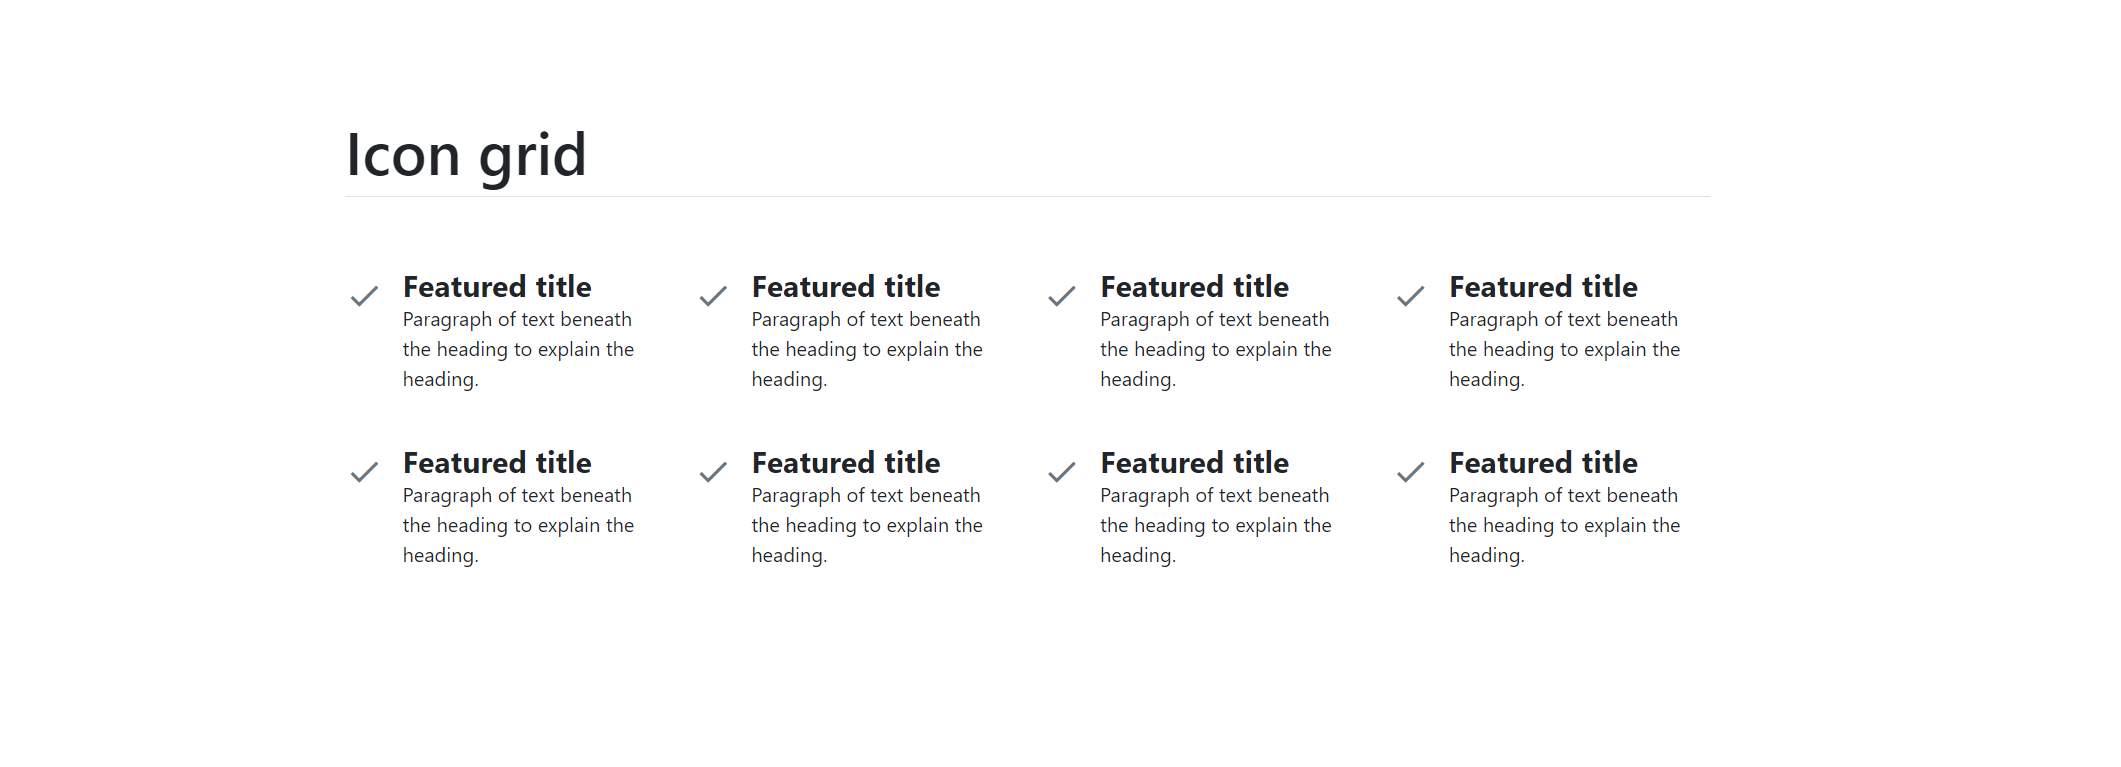 Icon grid
Featured title
Paragraph of text beneath
the heading to explain the
heading.
Featured title
Paragraph of text beneath
the heading to explain the
heading.
Featured title
Paragraph of text beneath
the heading to explain the
heading.
Featured title
Paragraph of text beneath
the heading to explain the
heading.
Featured title
Paragraph of text beneath
the heading to explain the
heading.
Featured title
Paragraph of text beneath
the heading to explain the
heading.
Featured title
Paragraph of text beneath
the heading to explain the
heading.
Featured title
Paragraph of text beneath
the heading to explain the
heading.